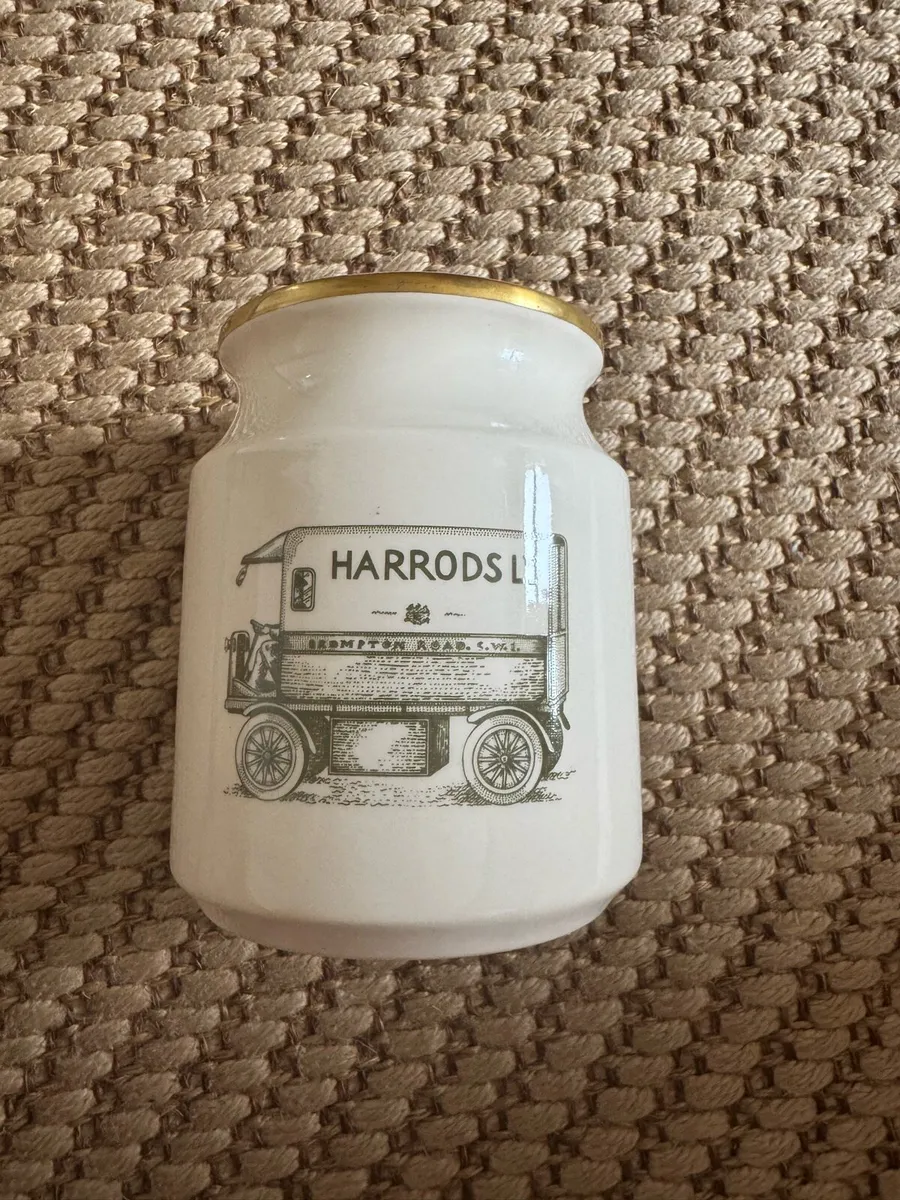 HARRODS L
BROMPTON ROAD. S.W.1.